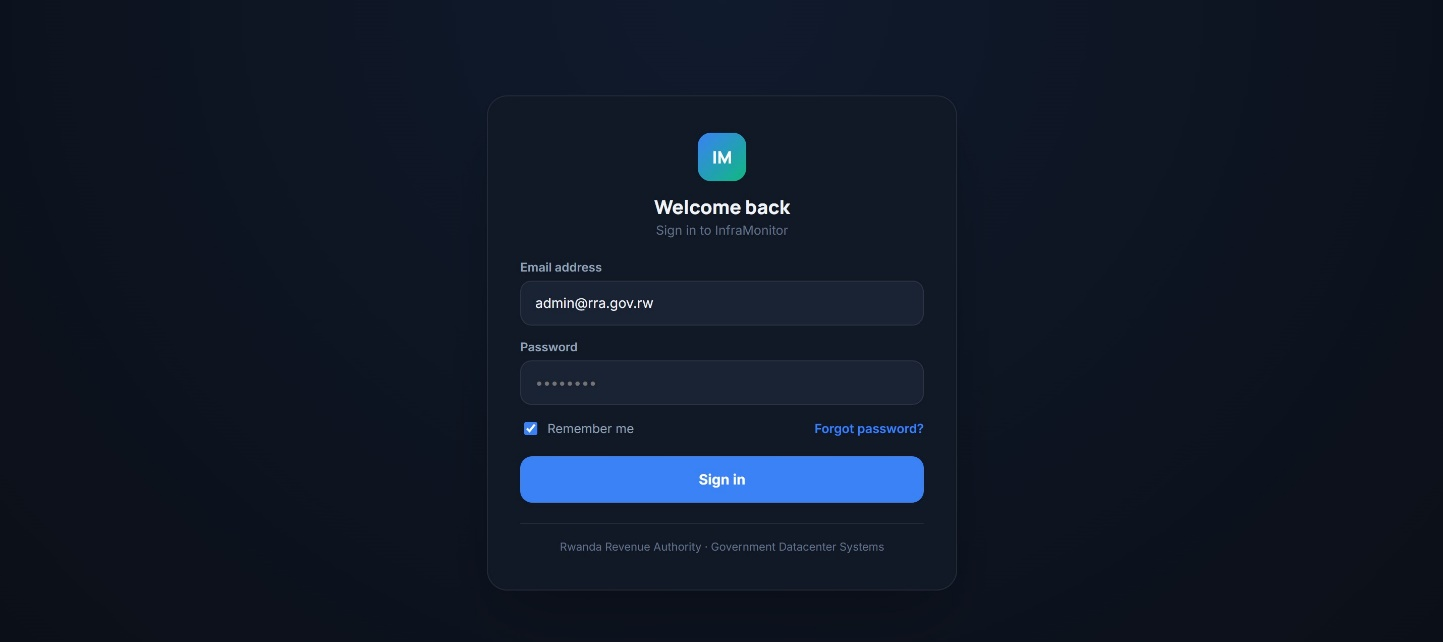 IM
Welcome back
Sign in to InfraMonitor
Email address
admin@rra.gov.rw
Password
••••••••
Remember me
Forgot password?
Sign in
Rwanda Revenue Authority · Government Datacenter Systems